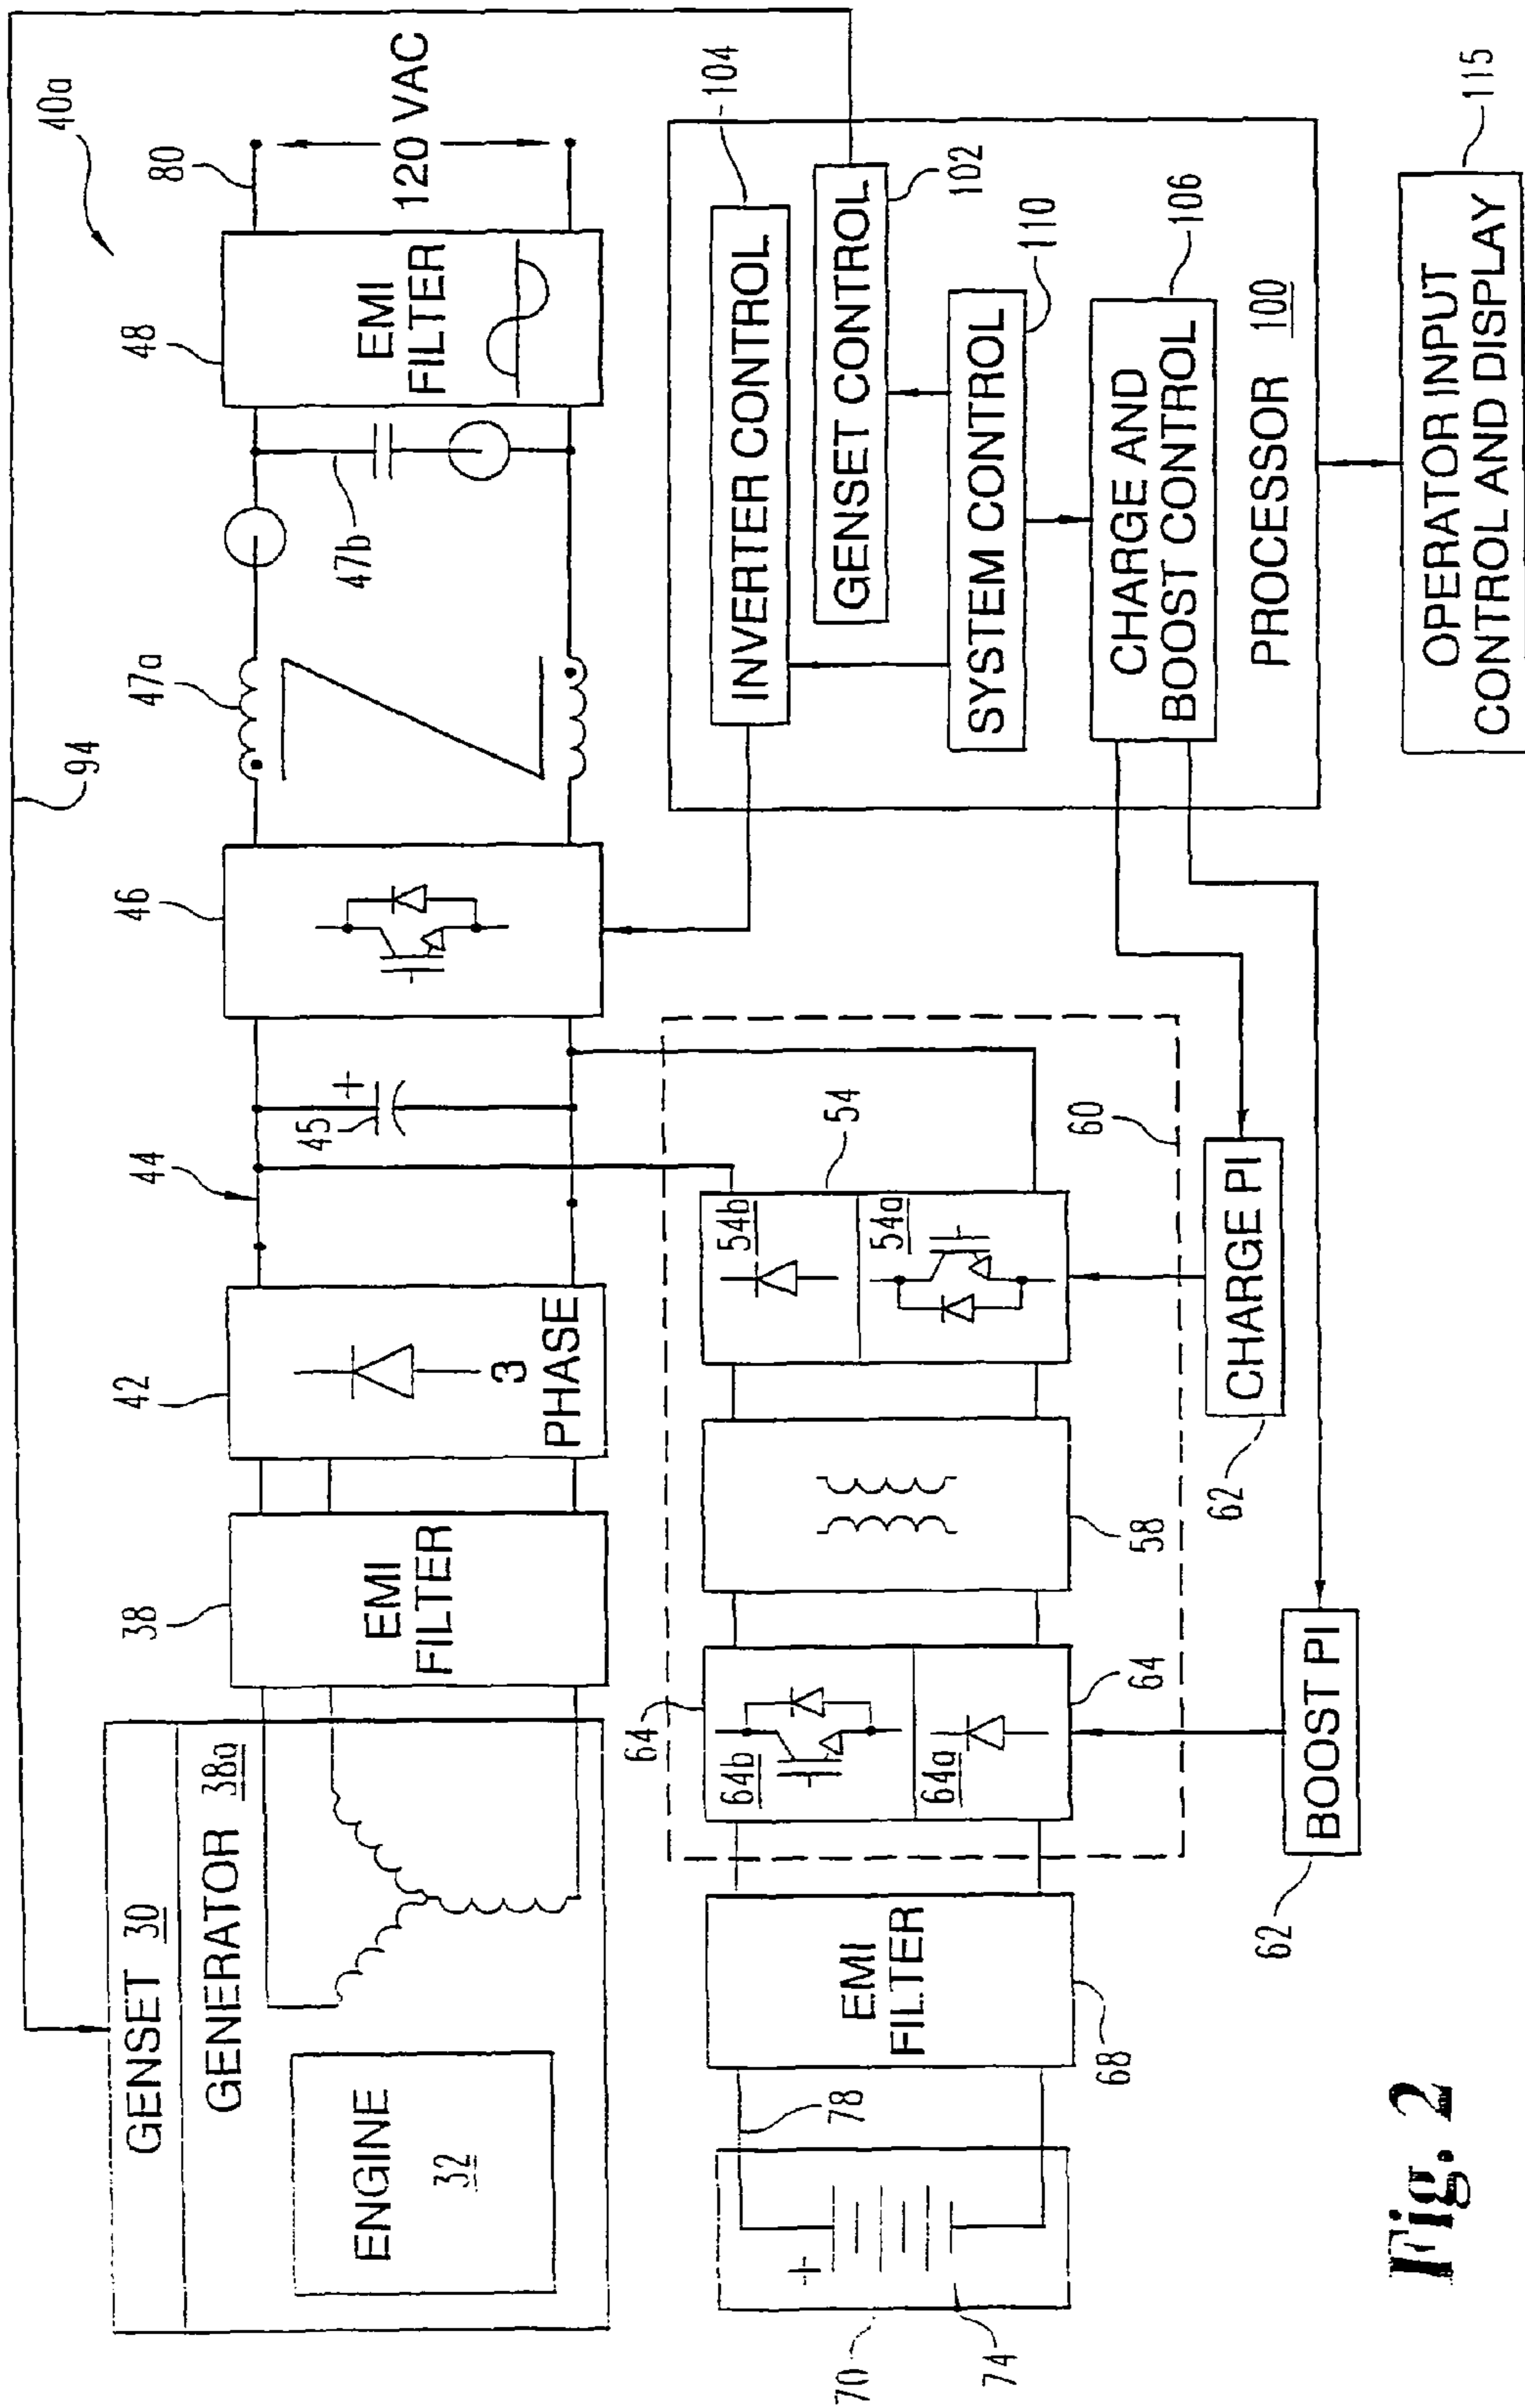 40a
94
GENSET 30
GENERATOR 38a
ENGINE
32
38
EMI
FILTER
42
3
PHASE
44
45
+
46
47a
47b
48
EMI
FILTER
80
120 VAC
70
74
+
78
EMI
FILTER
68
64
64b
64a
64
58
54
54b
54a
60
CHARGE PI
62
BOOST PI
62
INVERTER CONTROL
104
GENSET CONTROL
102
SYSTEM CONTROL
110
CHARGE AND
BOOST CONTROL
106
PROCESSOR 100
OPERATOR INPUT
CONTROL AND DISPLAY
115
Fig. 2